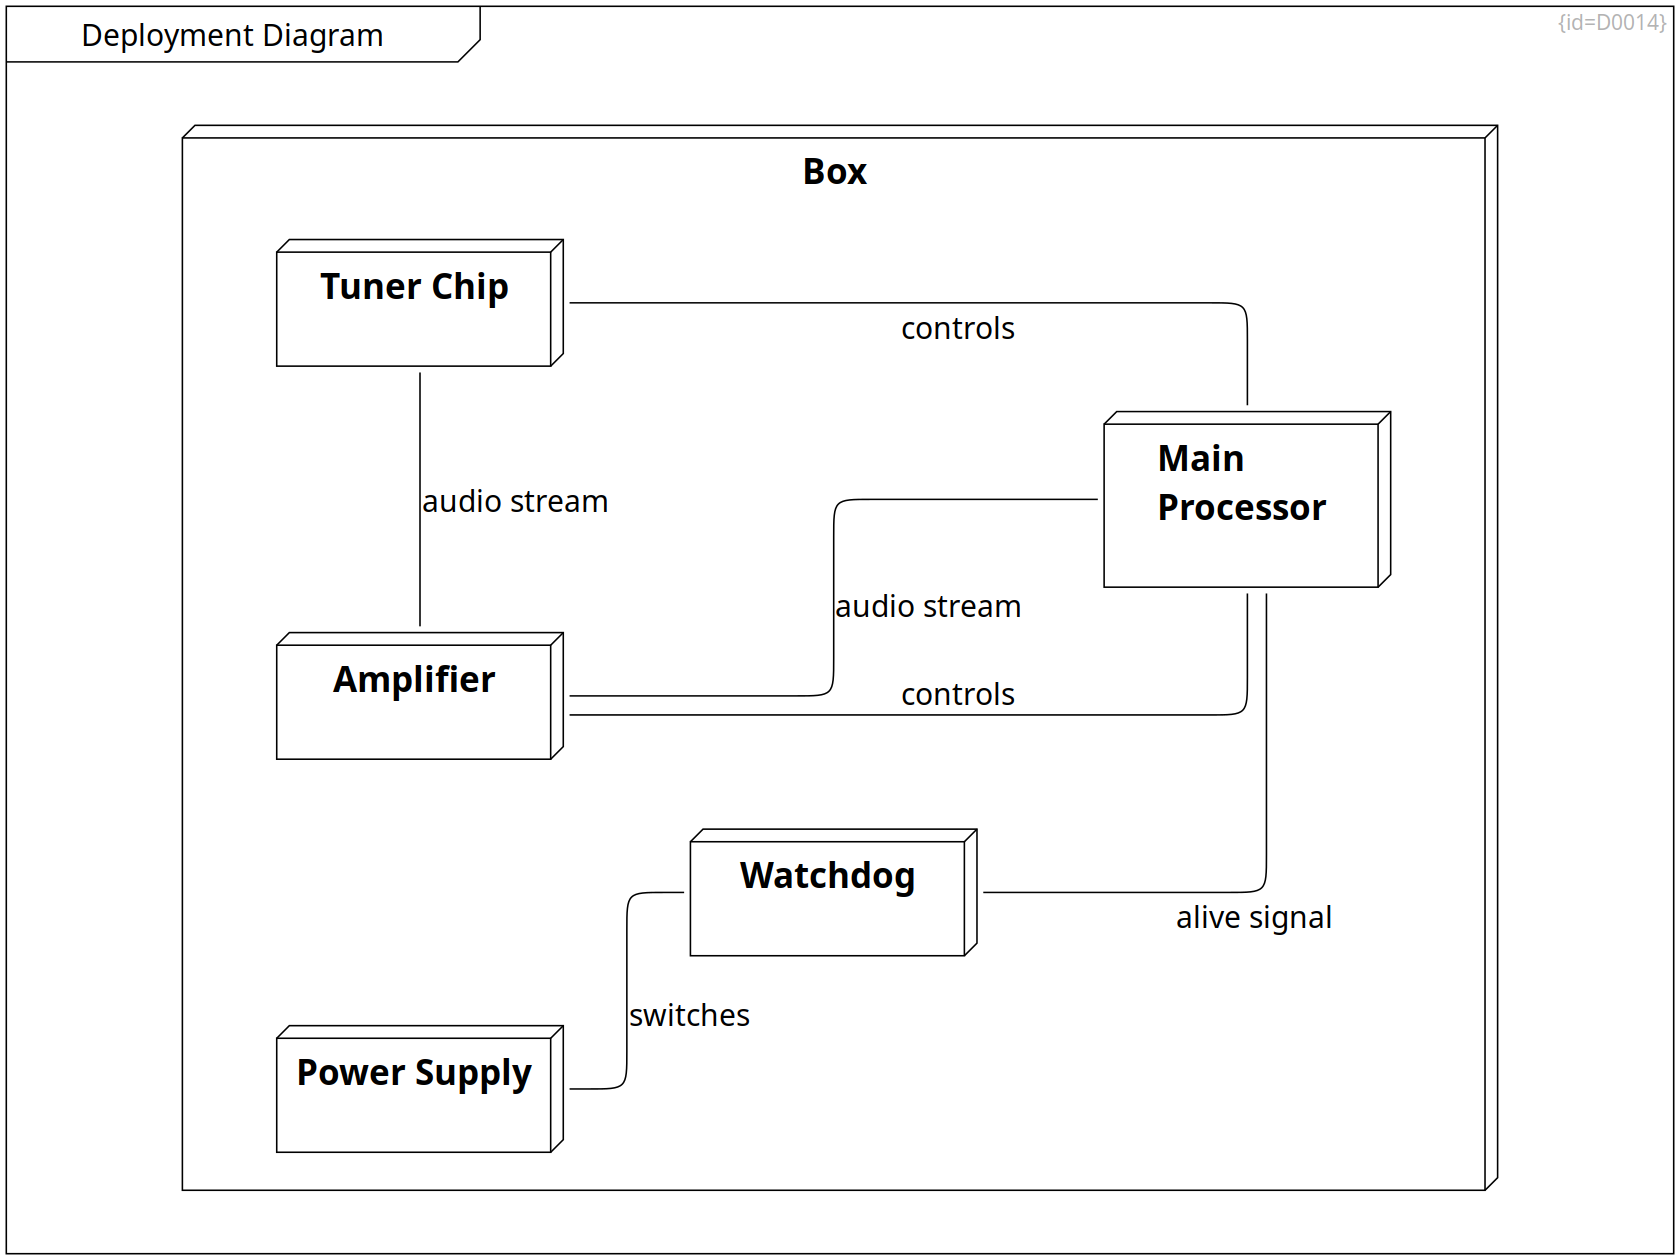 Deployment Diagram
{id=D0014}
Box
Tuner Chip
controls
Main
Processor
audio stream
audio stream
Amplifier
controls
Watchdog
alive signal
switches
Power Supply